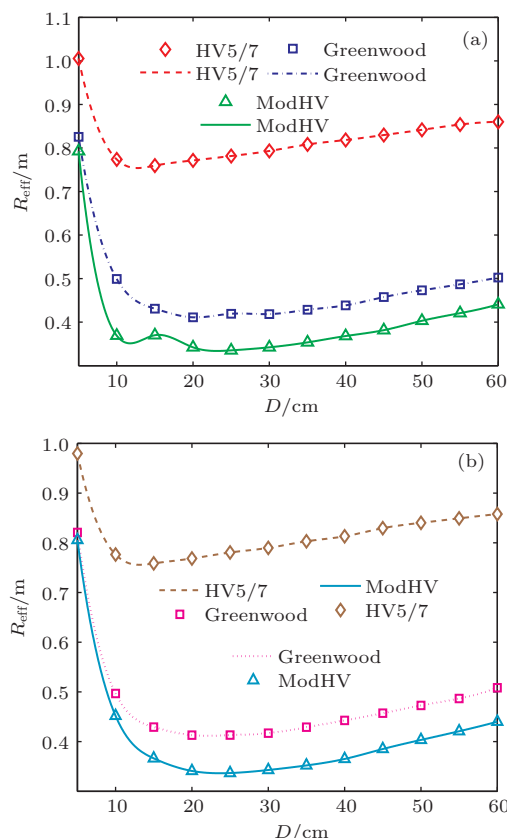 (a)
HV5/7 Greenwood
HV5/7 Greenwood
ModHV
ModHV
1.1
1.0
0.9
0.8
0.7
0.6
0.5
0.4
R_eff/m
10 20 30 40 50 60
D/cm
(b)
1.0
0.9
0.8
0.7
0.6
0.5
0.4
R_eff/m
HV5/7 ModHV
Greenwood HV5/7
Greenwood
ModHV
10 20 30 40 50 60
D/cm